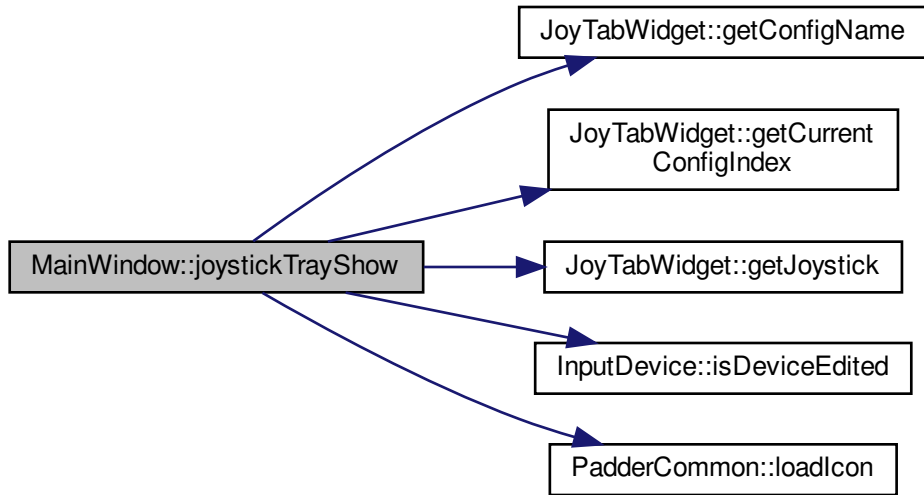 JoyTabWidget::getConfigName
JoyTabWidget::getCurrent
ConfigIndex
MainWindow::joystickTrayShow
JoyTabWidget::getJoystick
InputDevice::isDeviceEdited
PadderCommon::loadIcon